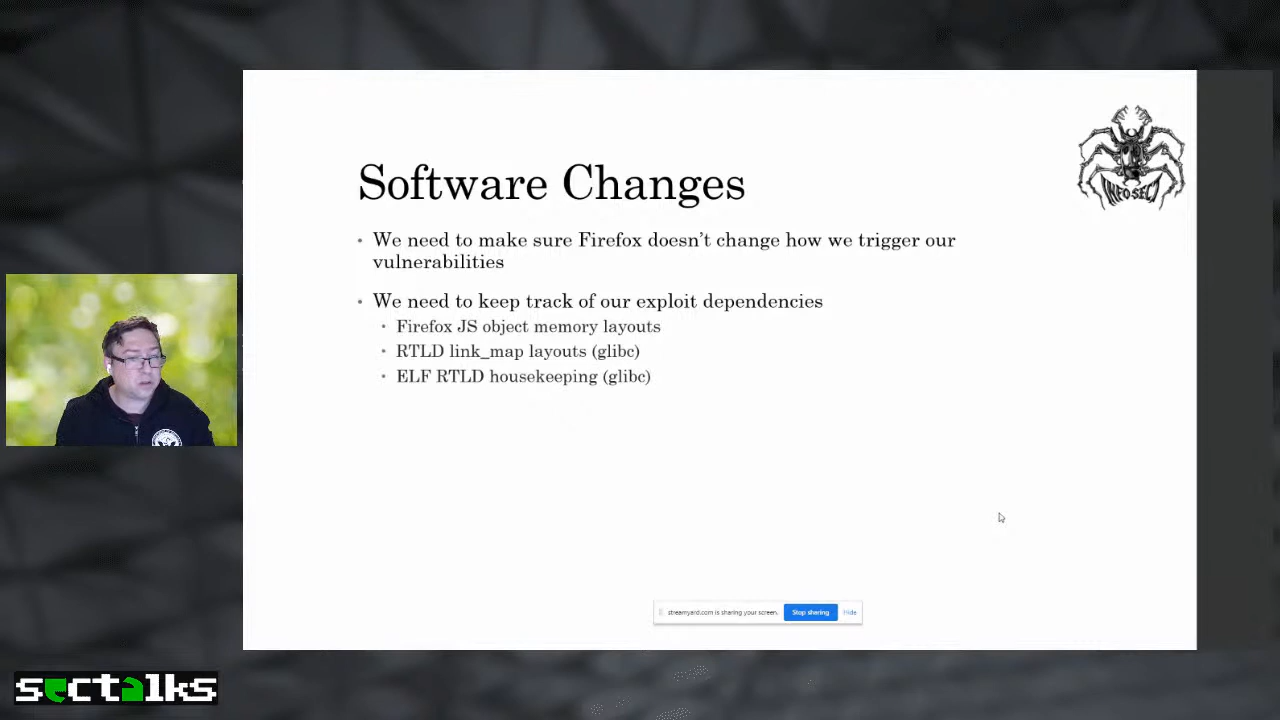 Software Changes
INFOSECT
• We need to make sure Firefox doesn't change how we trigger our
vulnerabilities
• We need to keep track of our exploit dependencies
• Firefox JS object memory layouts
• RTLD link_map layouts (glibc)
• ELF RTLD housekeeping (glibc)
streamyard.com is sharing your screen.
Stop sharing
Hide
sectalks